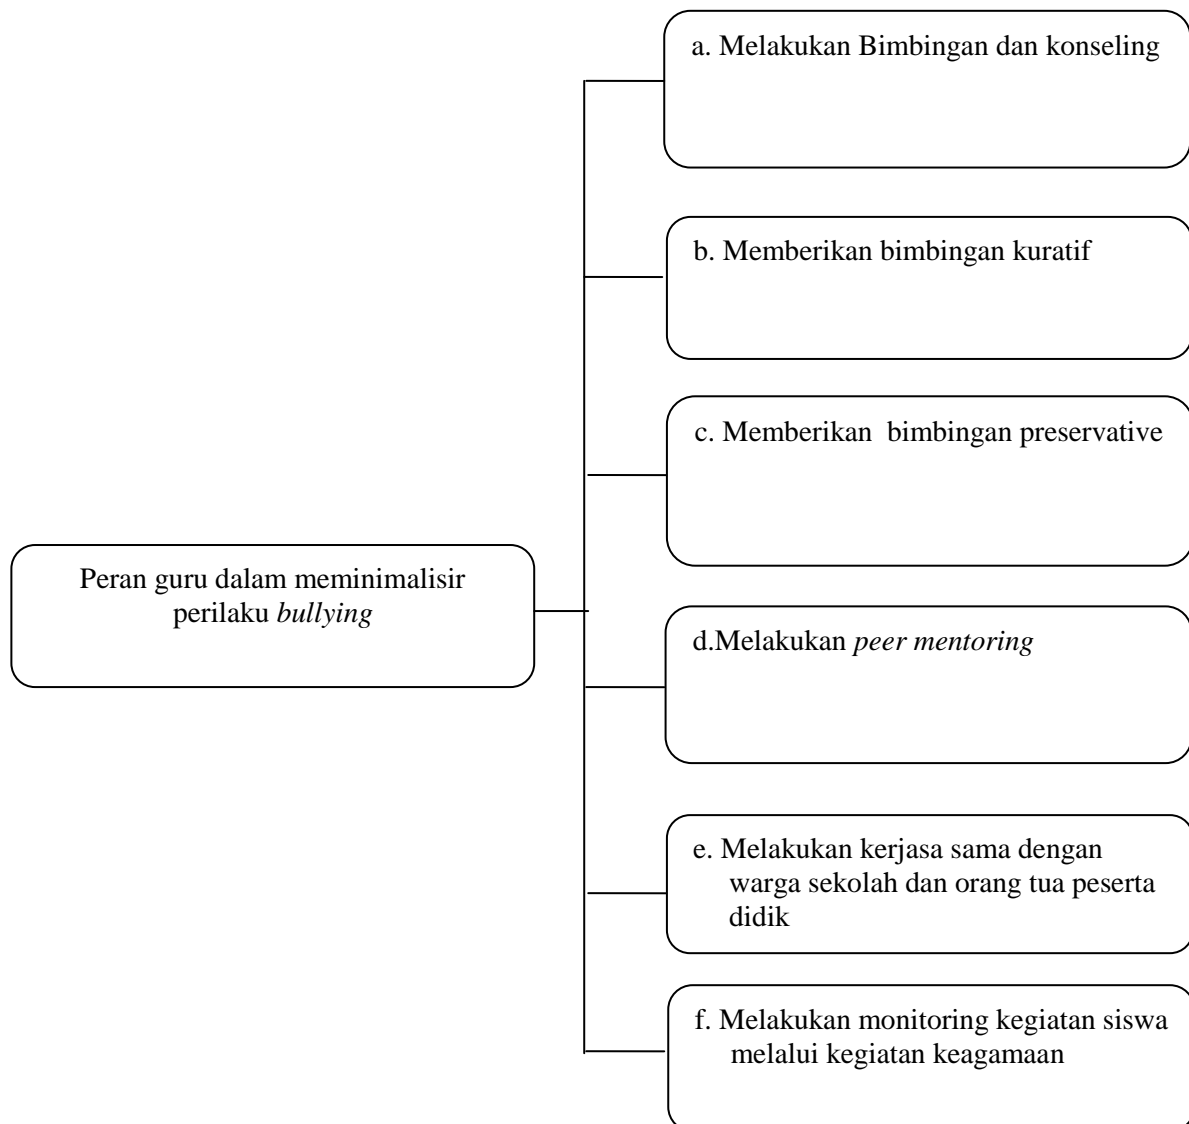 a. Melakukan Bimbingan dan konseling
b. Memberikan bimbingan kuratif
c. Memberikan  bimbingan preservative
Peran guru dalam meminimalisir
perilaku bullying
d.Melakukan peer mentoring
e. Melakukan kerjasa sama dengan
warga sekolah dan orang tua peserta
didik
f. Melakukan monitoring kegiatan siswa
melalui kegiatan keagamaan